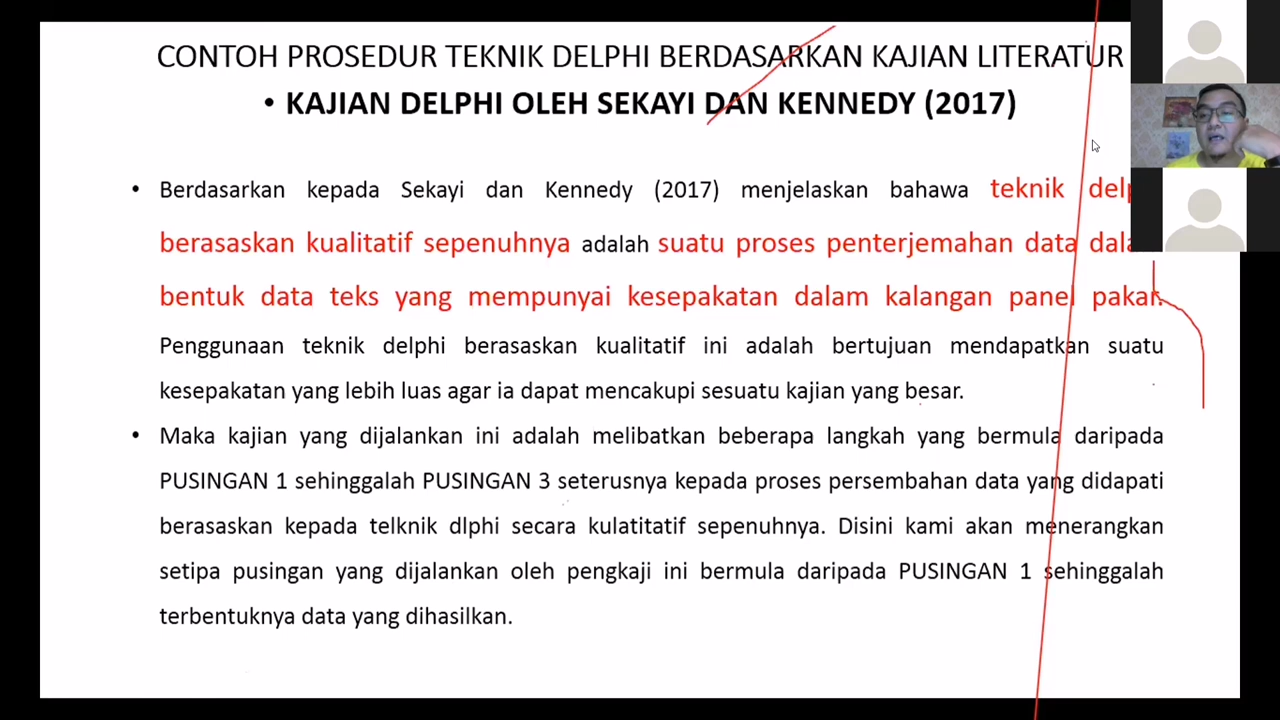 CONTOH PROSEDUR TEKNIK DELPHI BERDASARKAN KAJIAN LITERATUR
• KAJIAN DELPHI OLEH SEKAYI DAN KENNEDY (2017)
• Berdasarkan kepada Sekayi dan Kennedy (2017) menjelaskan bahawa teknik
berasaskan kualitatif sepenuhnya adalah suatu proses penterjemahan data
bentuk data teks yang mempunyai kesepakatan dalam kalangan panel pakar.
Penggunaan teknik delphi berasaskan kualitatif ini adalah bertujuan mendapatkan suatu
kesepakatan yang lebih luas agar ia dapat mencakupi sesuatu kajian yang besar.
• Maka kajian yang dijalankan ini adalah melibatkan beberapa langkah yang bermula daripada
PUSINGAN 1 sehinggalah PUSINGAN 3 seterusnya kepada proses persembahan data yang didapati
berasaskan kepada telknik dlphi secara kulatitatif sepenuhnya. Disini kami akan menerangkan
setipa pusingan yang dijalankan oleh pengkaji ini bermula daripada PUSINGAN 1 sehinggalah
terbentuknya data yang dihasilkan.